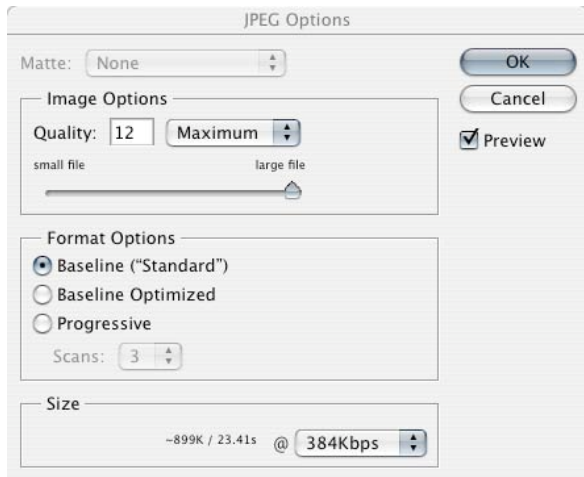 JPEG Options
Matte: None
OK
Image Options
Cancel
Quality: 12 Maximum
Preview
small file large file
Format Options
Baseline (“Standard”)
Baseline Optimized
Progressive
Scans: 3
Size
~899K / 23.41s @ 384Kbps